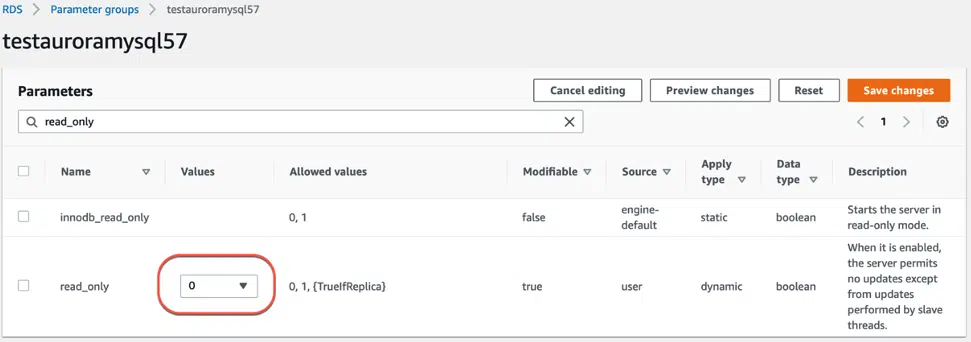 RDS > Parameter groups > testauroramysql57
testauroramysql57
Parameters
Cancel editing
Preview changes
Reset
Save changes
read_only
1
Name
Values
Allowed values
Modifiable
Source
Apply
type
Data
type
Description
innodb_read_only
0, 1
false
engine-
default
static
boolean
Starts the server in
read-only mode.
read_only
0
0, 1, {TrueIfReplica}
true
user
dynamic
boolean
When it is enabled,
the server permits
no updates except
from updates
performed by slave
threads.